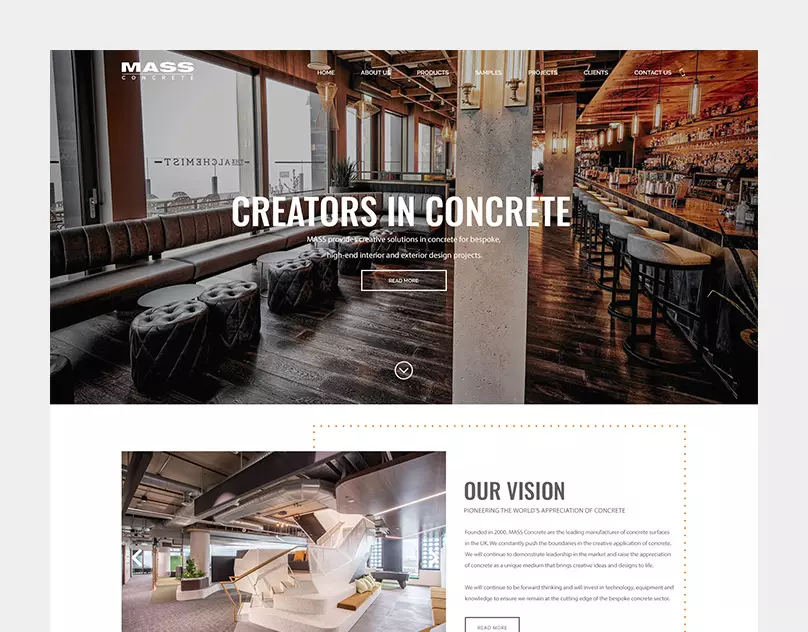 MASS
CONCRETE
HOME ABOUT US PRODUCTS SAMPLES PROJECTS CLIENTS CONTACT US
THE ALCHEMIST
CREATORS IN CONCRETE
MASS provides creative solutions in concrete for bespoke,
high-end interior and exterior design projects.
READ MORE
OUR VISION
PIONEERING THE WORLD'S APPRECIATION OF CONCRETE
Founded in 2000, MASS Concrete are the leading manufacturer of concrete surfaces
in the UK. We constantly push the boundaries in the creative application of concrete.
We will continue to demonstrate leadership in the market and raise the appreciation
of concrete as a unique medium that brings creative ideas and designs to life.
We will continue to be forward thinking and will invest in technology, equipment and
knowledge to ensure we remain at the cutting edge of the bespoke concrete sector.
READ MORE